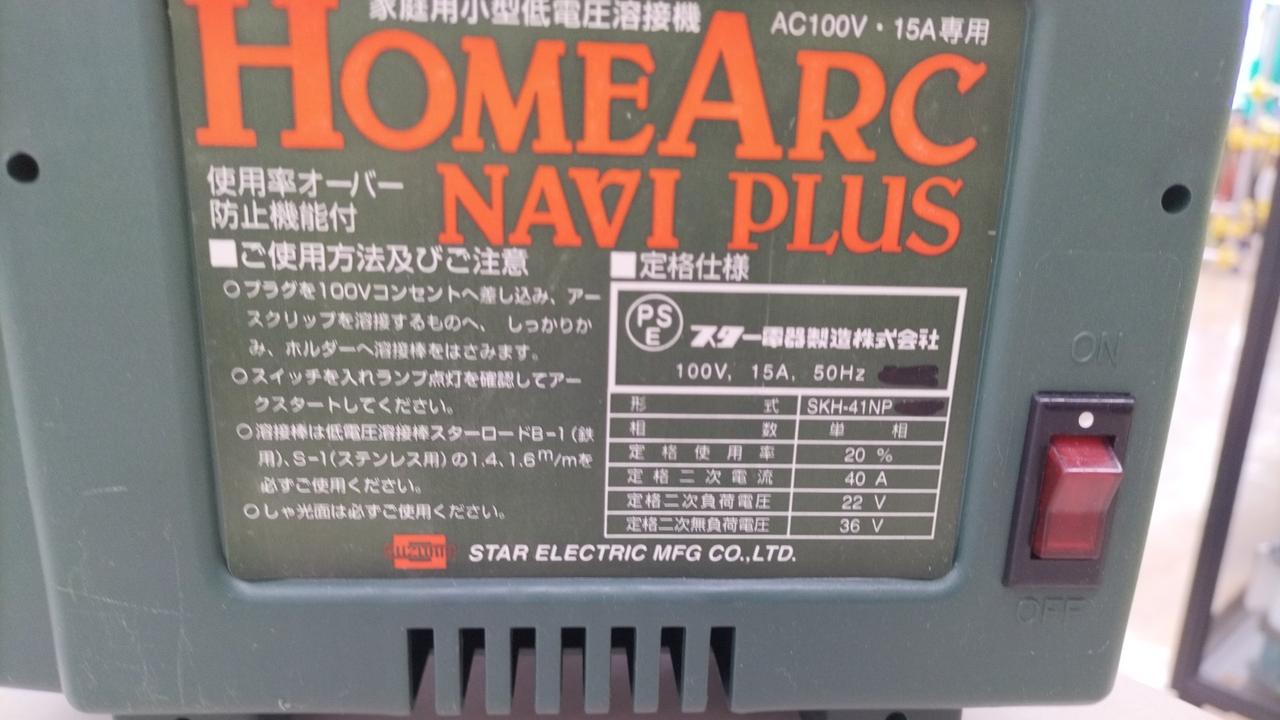 家庭用小型低電圧溶接機
AC100V・15A専用
HOMEARC
NAVI PLUS
使用率オーバー
防止機能付
■ご使用方法及びご注意
○プラグを100Vコンセントへ差し込み、アー
スクリップを溶接するものへ、しっかりか
み、ホルダーへ溶接棒をはさみます。
○スイッチを入れランプ点灯を確認してアー
クスタートしてください。
○溶接棒は低電圧溶接棒スターロードB-1(鉄
用)、S-1(ステンレス用)の1.4、1.6m/mを
必ずご使用ください。
○しゃ光面は必ずご使用ください。
■定格仕様
PS
E
スター電器製造株式会社
100V, 15A, 50Hz
形式 SKH-41NP
相数 単相
定格使用率 20 %
定格二次電流 40 A
定格二次負荷電圧 22 V
定格二次無負荷電圧 36 V
STAR ELECTRIC MFG CO.,LTD.
ON
OFF